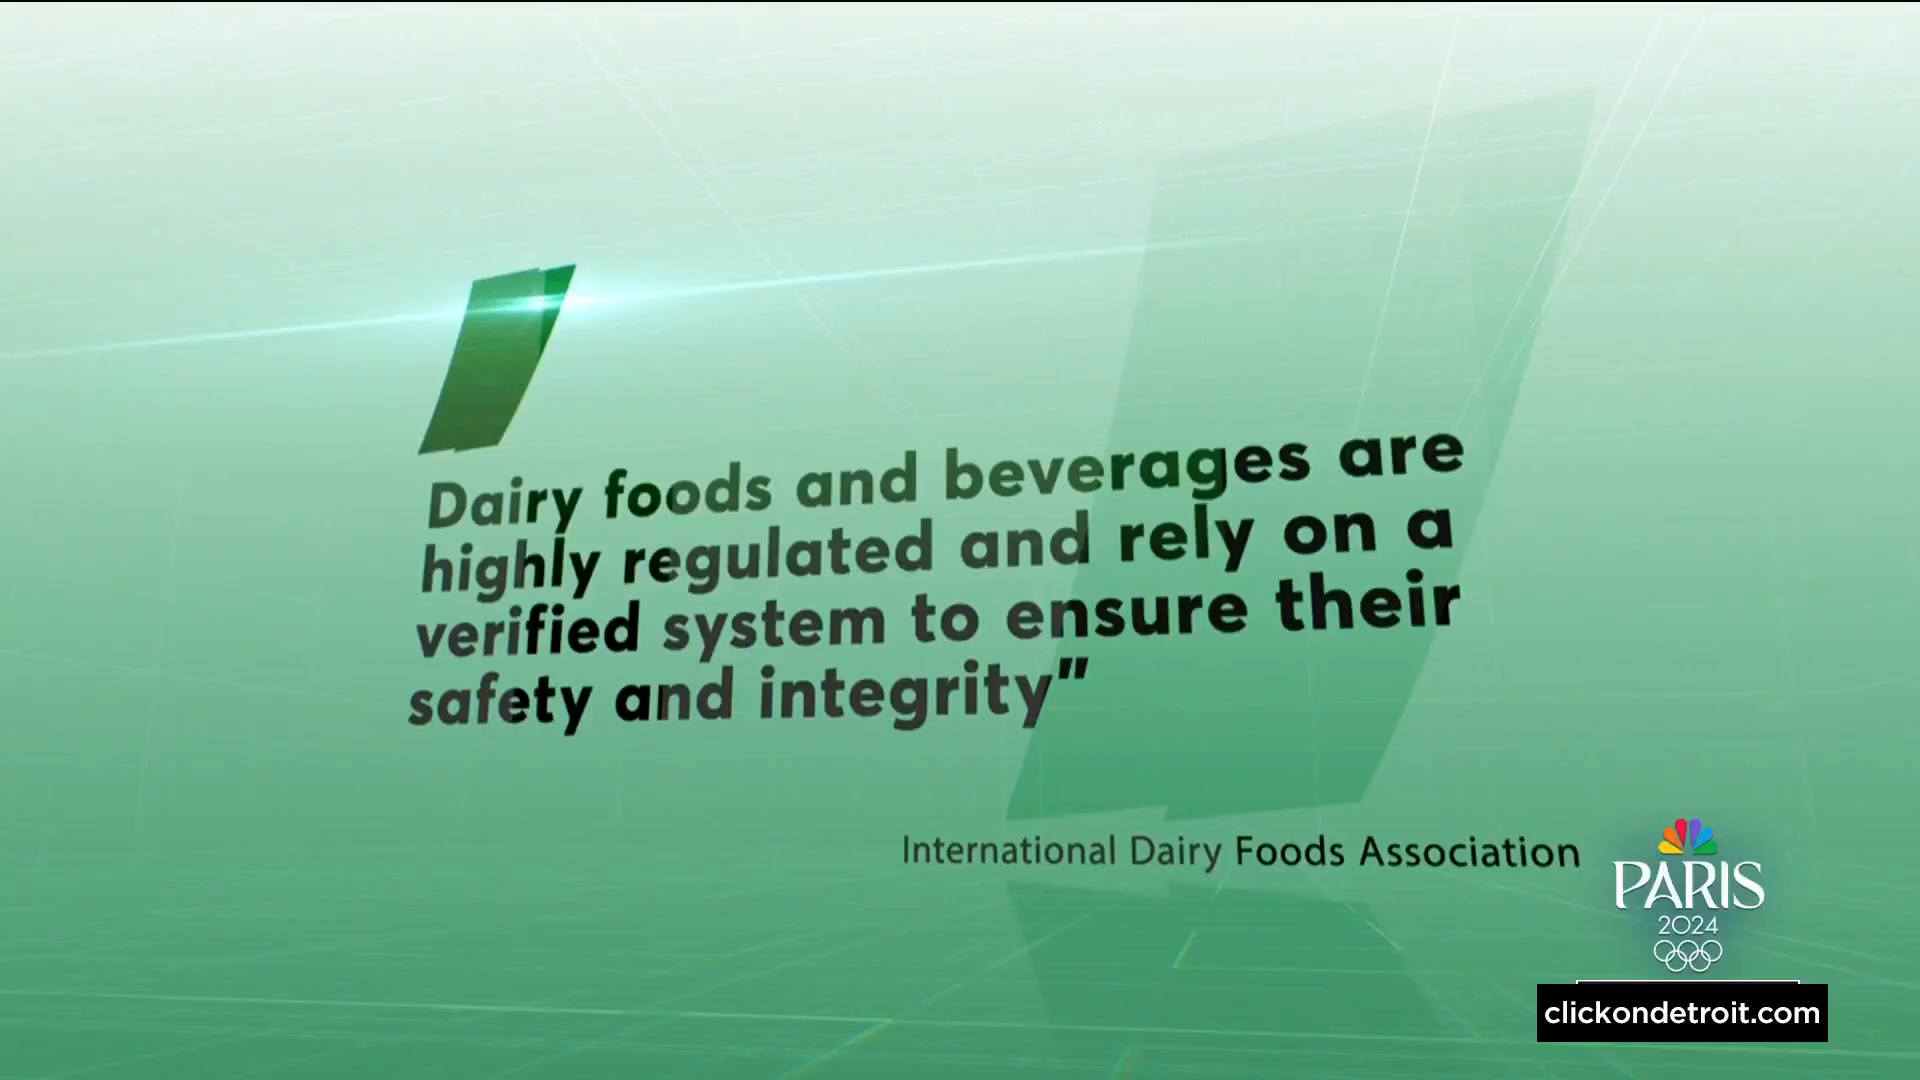 Dairy foods and beverages are
highly regulated and rely on a
verified system to ensure their
safety and integrity"
International Dairy Foods Association
PARIS
2024
clickondetroit.com